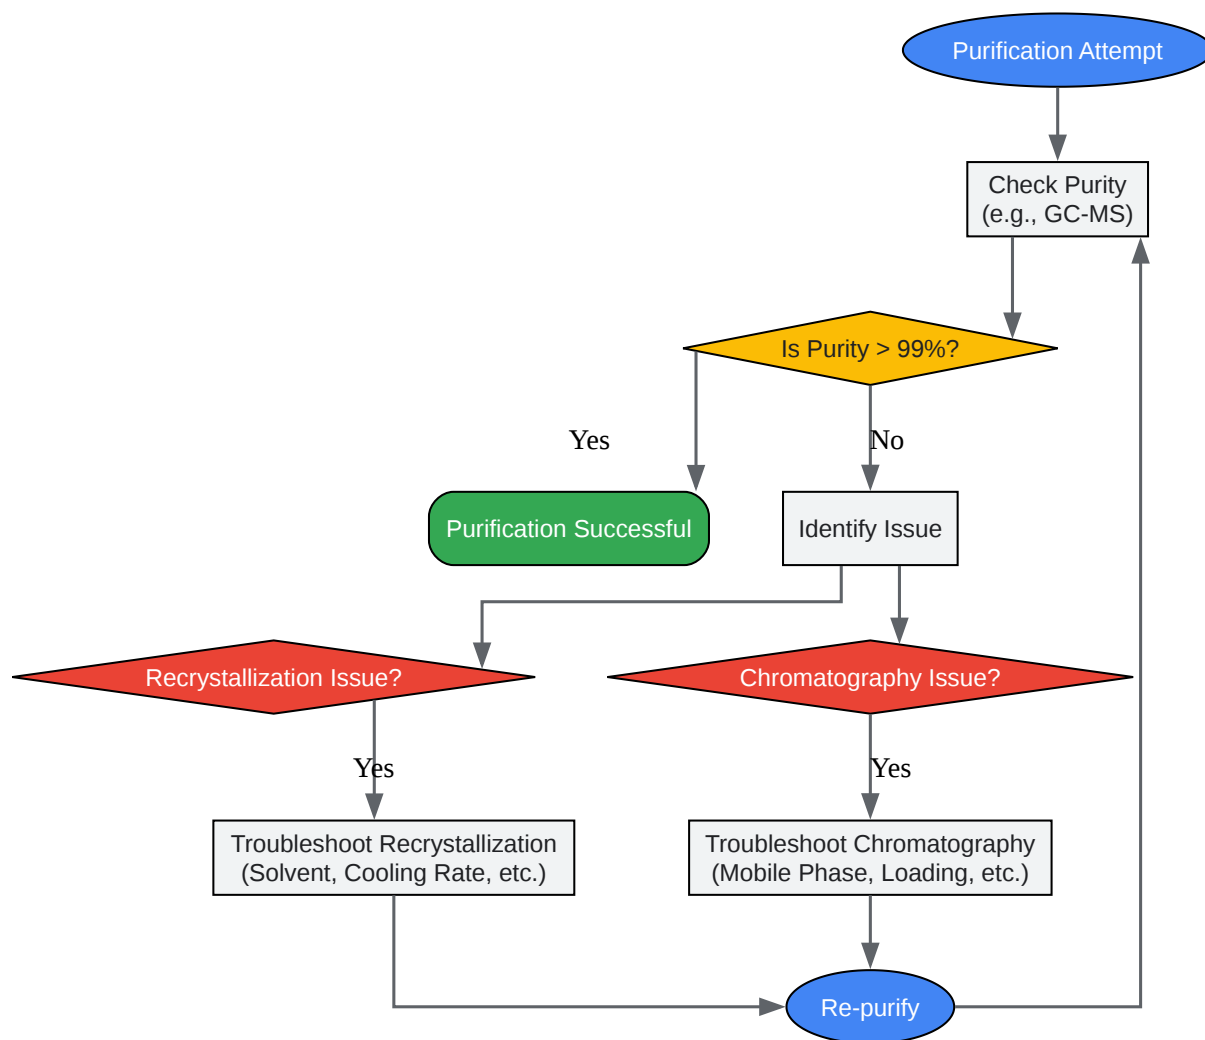 Purification Attempt
Check Purity
(e.g., GC-MS)
Is Purity > 99%?
Yes
No
Purification Successful
Identify Issue
Recrystallization Issue?
Chromatography Issue?
Yes
Yes
Troubleshoot Recrystallization
(Solvent, Cooling Rate, etc.)
Troubleshoot Chromatography
(Mobile Phase, Loading, etc.)
Re-purify